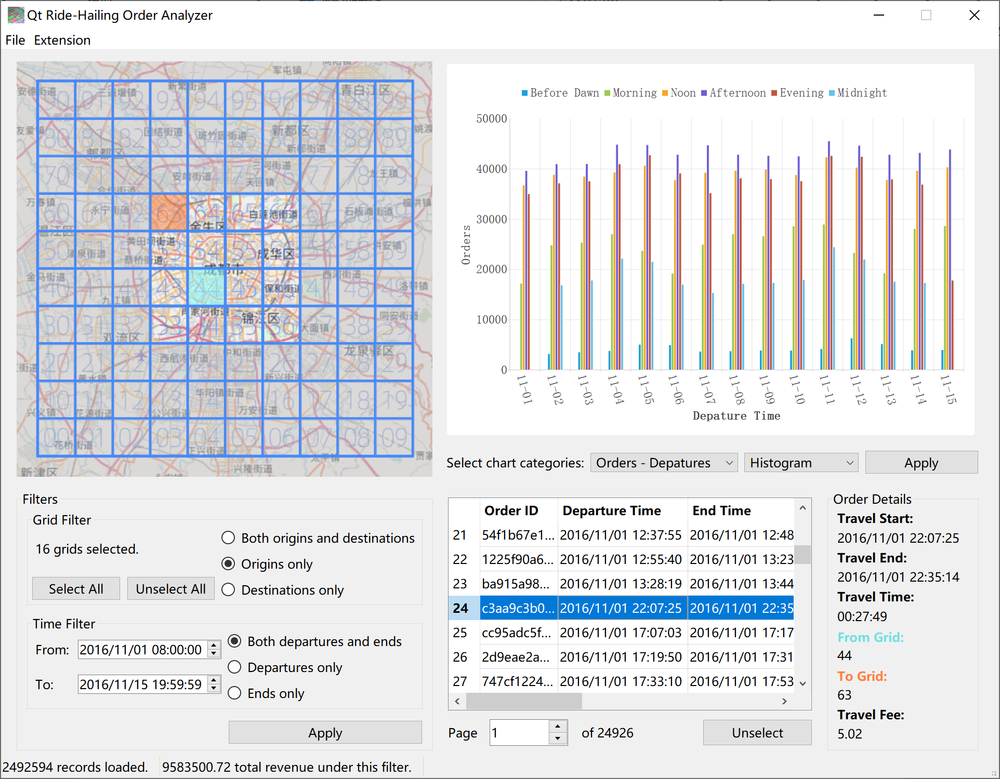 Qt Ride-Hailing Order Analyzer
File Extension
军屯镇
安德街道 三道堰镇 新繁街道 青白江区
90 91 92 93 94 95 96 97 98 99
友爱镇 团结街道 斑竹园街道 新都区
80 81 82 83 84 85 86 87 88 89
郫都区 新都街道
三河街道
70 71 72 73 74 75 76 77 78 79
安靖街道 天回镇 龙王镇
合作街道
万春镇 永宁街道 白莲池街道 石板滩街道 福洪镇
60 61 62 63 64 65 66 67 68 69
温江区 金牛区
黄田坝街道 洪安镇
50 51 52 53 54 55 56 57 58 59
涌泉街道 蔡桥街道 成华区
金马街道 成都市 西河街道
40 41 42 43 44 45 46 47 48 49
九江镇 保和街道 洛带镇
肖家河街道 锦江区 同安街道
30 31 32 33 34 35 36 37 38 39
双流区 大面镇
西航港街道 中和街道 龙泉驿区
20 21 22 23 24 25 26 27 28 29
黄水镇 新兴街道
华阳镇街道
10 11 12 13 14 15 16 17 18 19
兴义镇 花源街道 公兴街道 万安街道
00 01 02 03 04 05 06 07 08 09
花桥街道 正兴街道
太平镇
新津区 兴隆街道
Before Dawn Morning Noon Afternoon Evening Midnight
50000
40000
30000
20000
10000
0
Orders
11-01 11-02 11-03 11-04 11-05 11-06 11-07 11-08 11-09 11-10 11-11 11-12 11-13 11-14 11-15
Depature Time
Select chart categories: Orders - Depatures Histogram Apply
Filters
Grid Filter
16 grids selected.
Select All Unselect All
Both origins and destinations
Origins only
Destinations only
Time Filter
From: 2016/11/01 08:00:00
To: 2016/11/15 19:59:59
Both departures and ends
Departures only
Ends only
Apply
Order ID Departure Time End Time
21 54f1b67e1... 2016/11/01 12:37:55 2016/11/01 12:48
22 1225f90a6... 2016/11/01 12:55:40 2016/11/01 13:23
23 ba915a98... 2016/11/01 13:28:19 2016/11/01 13:44
24 c3aa9c3b0... 2016/11/01 22:07:25 2016/11/01 22:35
25 cc95adc5f... 2016/11/01 17:07:03 2016/11/01 17:17
26 2d9eae2a... 2016/11/01 17:19:50 2016/11/01 17:31
27 747cf1224... 2016/11/01 17:33:10 2016/11/01 17:53
Page 1 of 24926 Unselect
Order Details
Travel Start:
2016/11/01 22:07:25
Travel End:
2016/11/01 22:35:14
Travel Time:
00:27:49
From Grid:
44
To Grid:
63
Travel Fee:
5.02
2492594 records loaded. 9583500.72 total revenue under this filter.